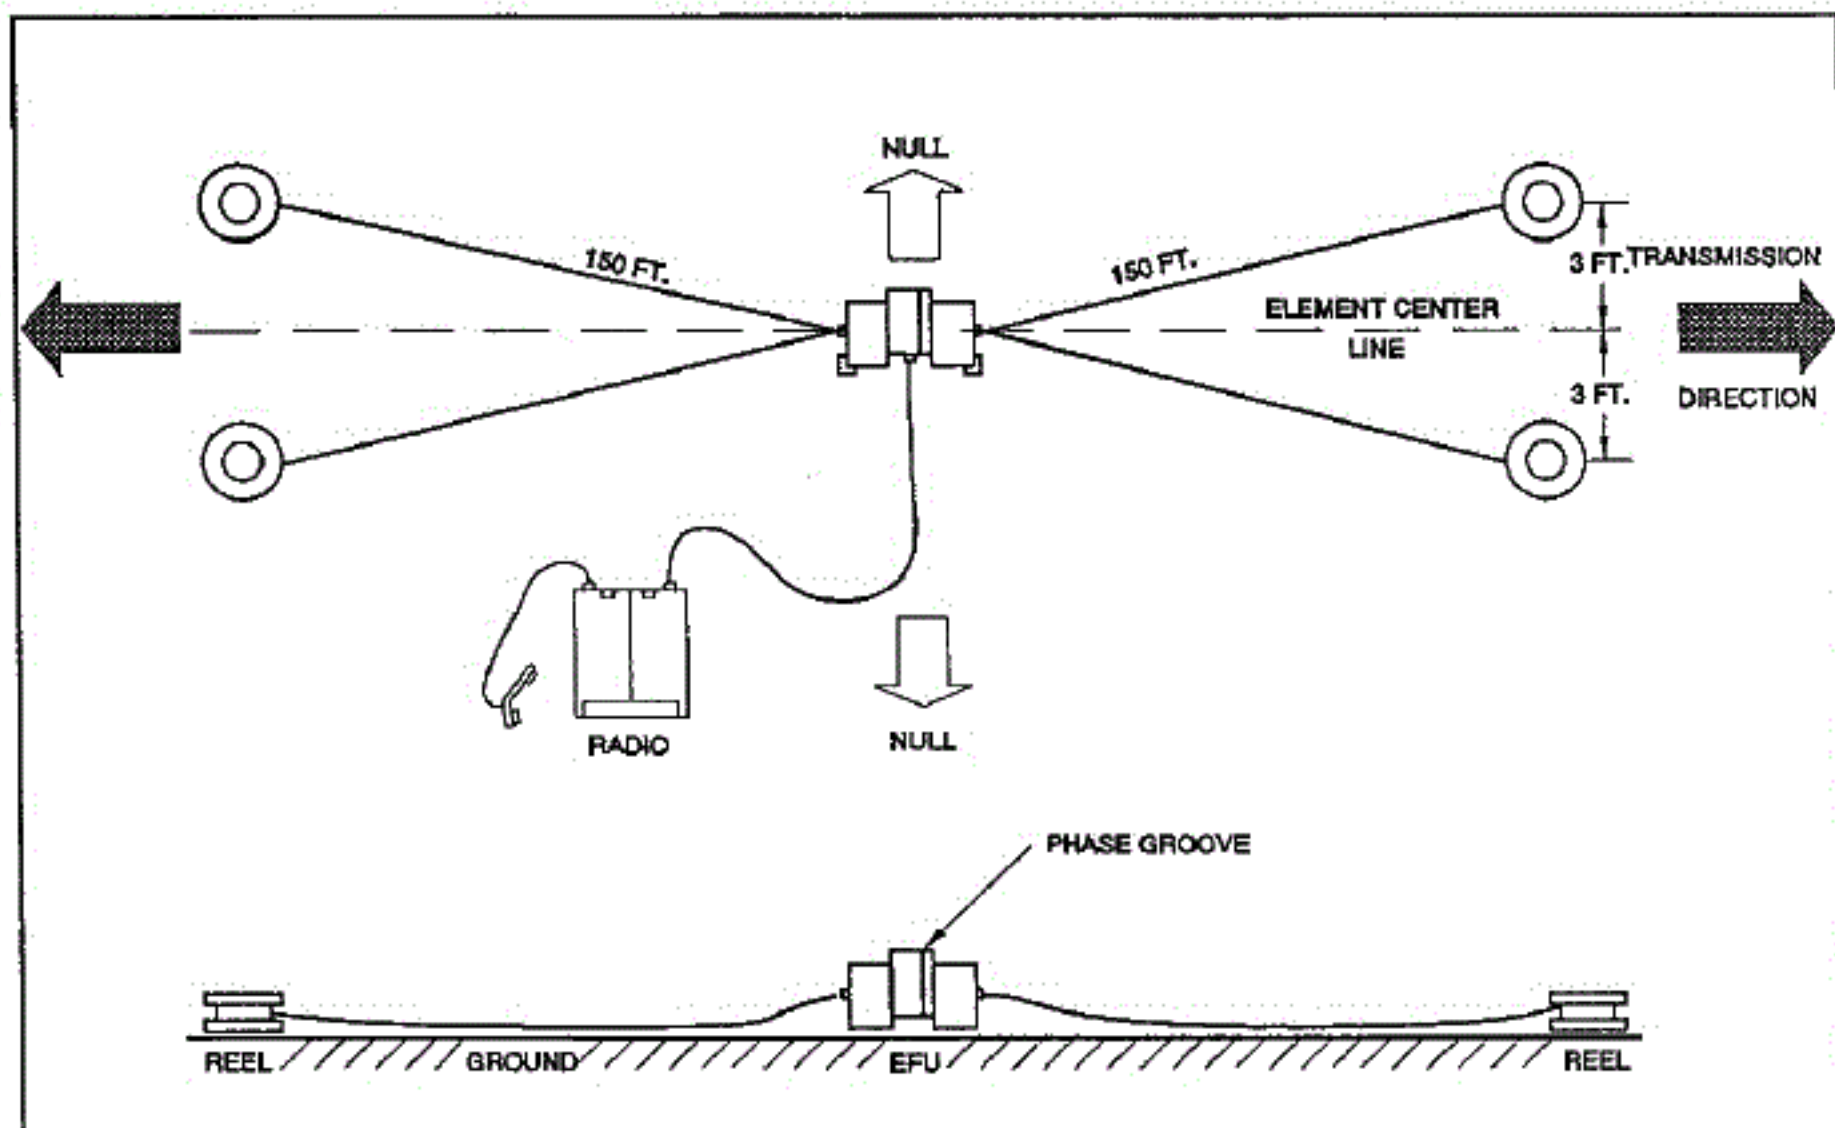 NULL
150 FT.
150 FT.
3 FT.
TRANSMISSION
ELEMENT CENTER
LINE
3 FT.
DIRECTION
RADIO
NULL
PHASE GROOVE
REEL
GROUND
EFU
REEL